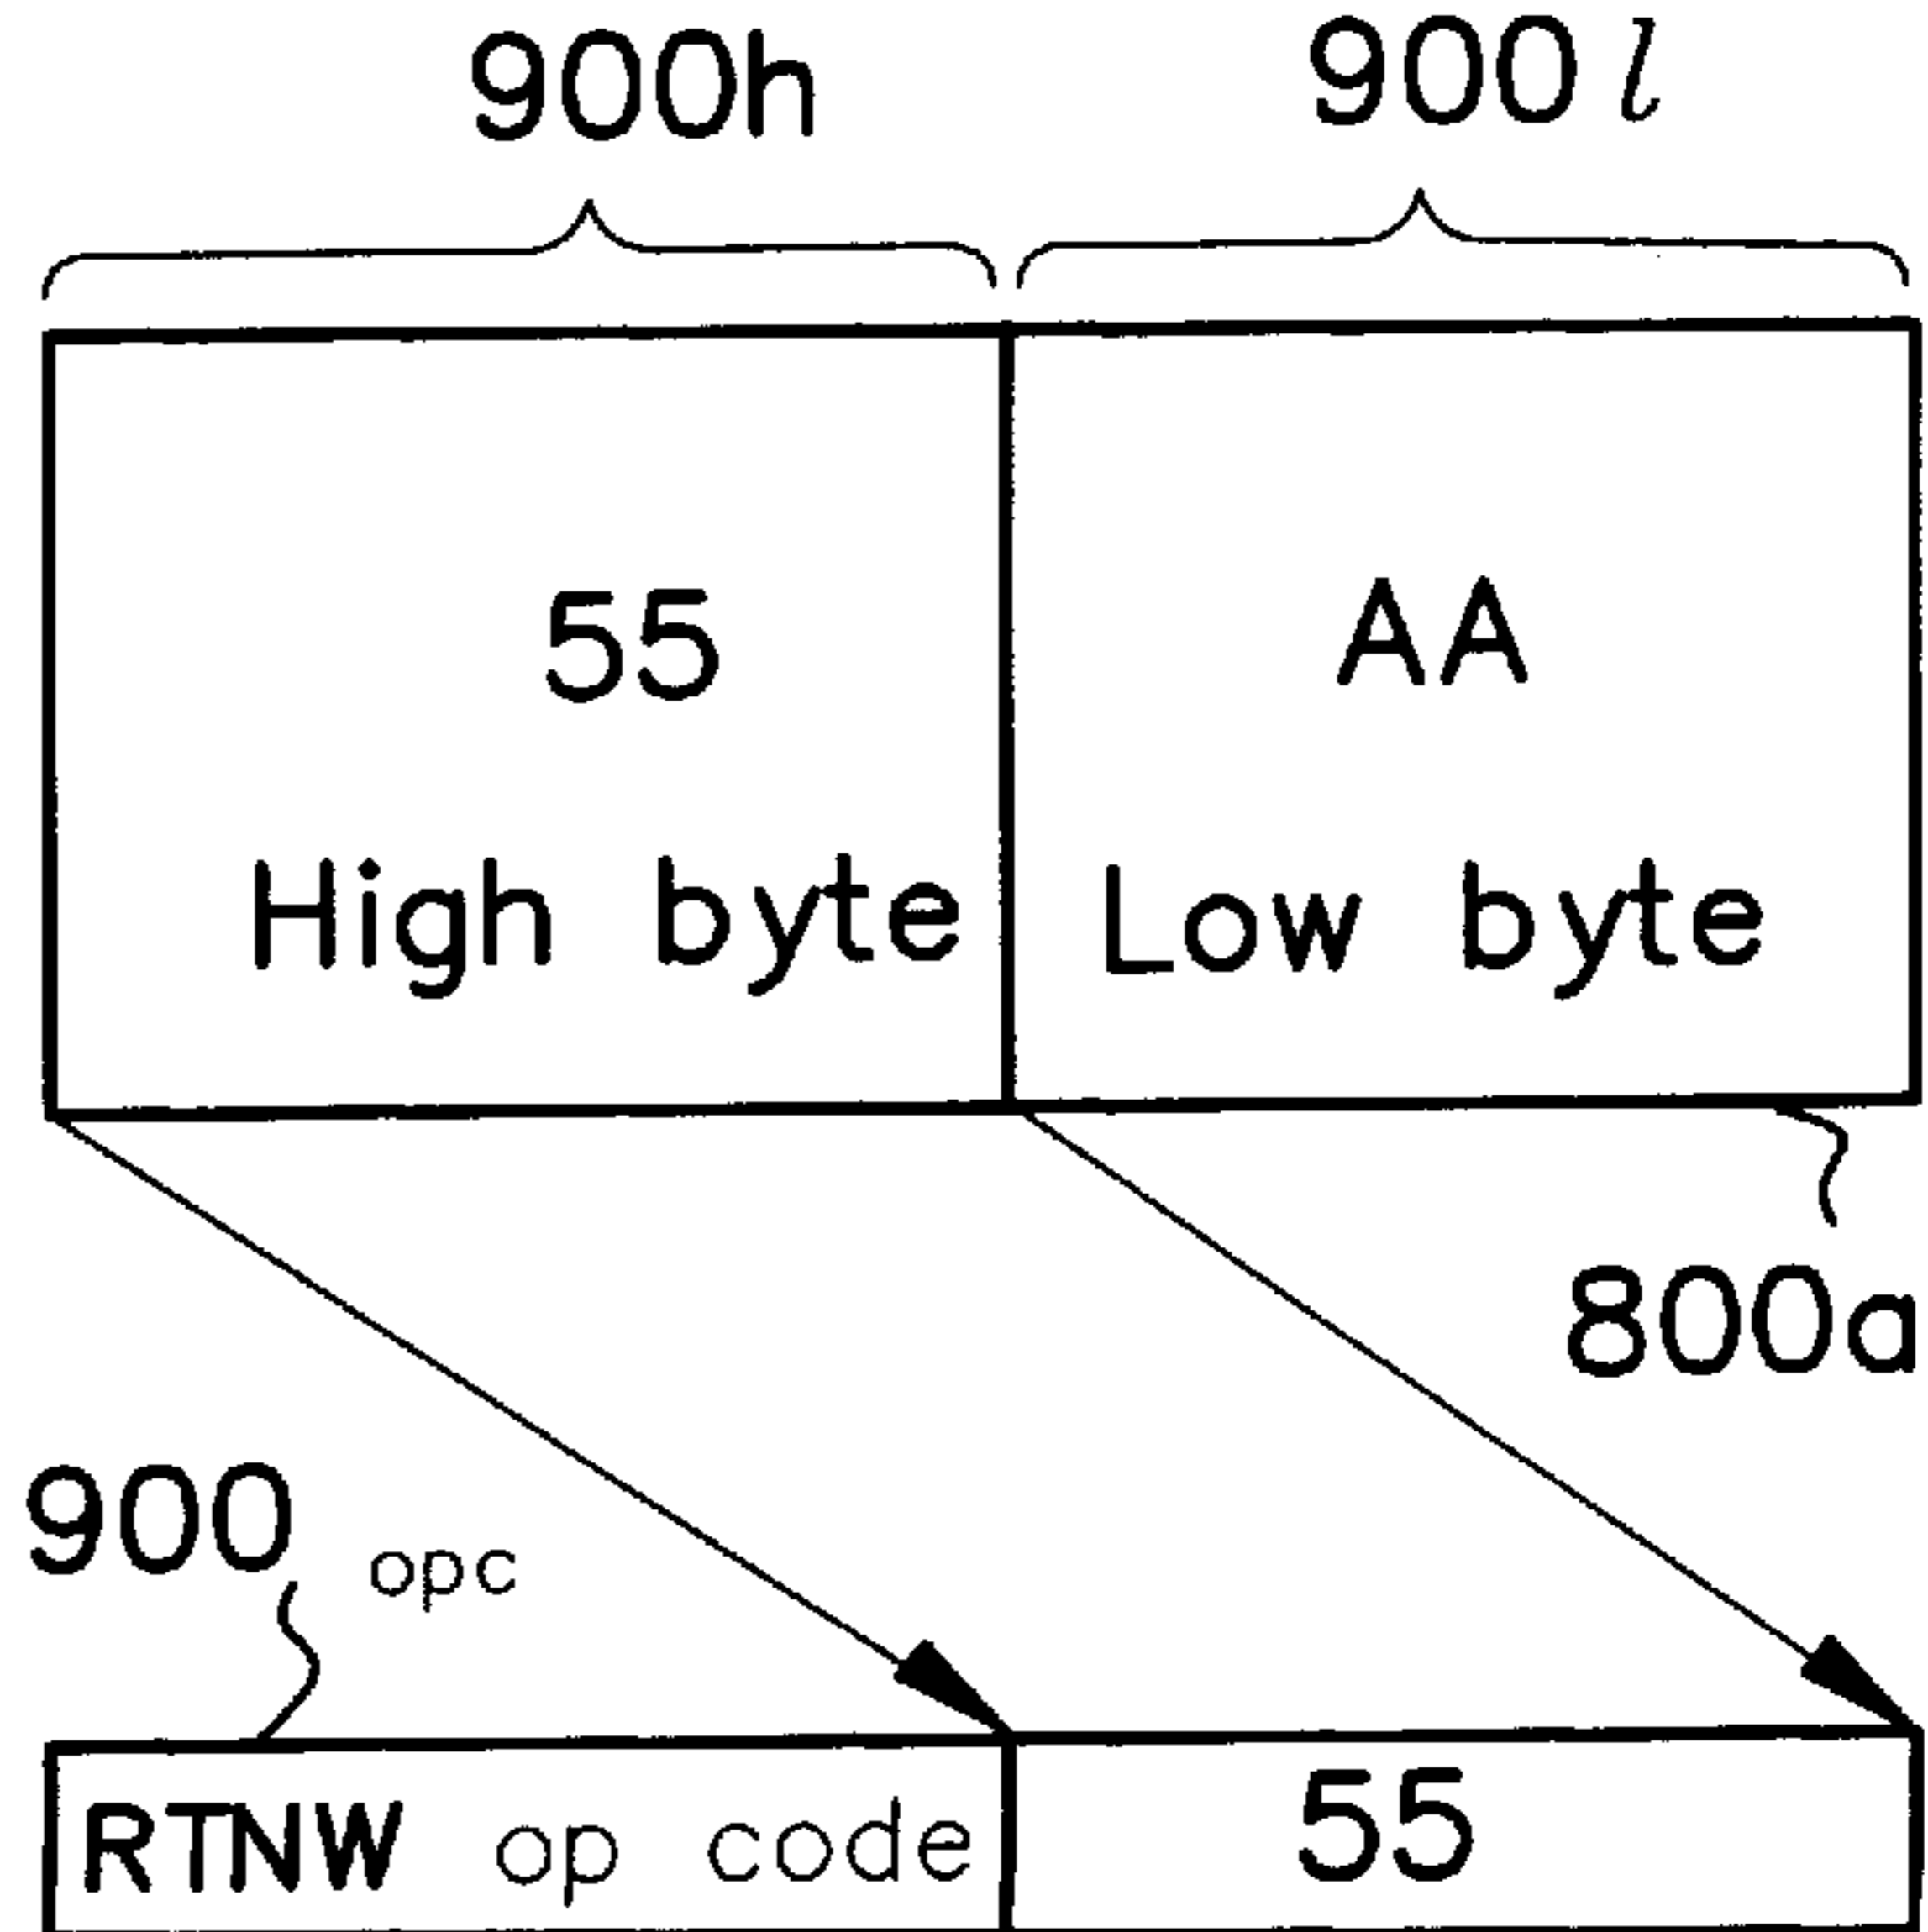 900h 900l
55 AA
High byte Low byte
800a
900 opc
RTNW op code 55